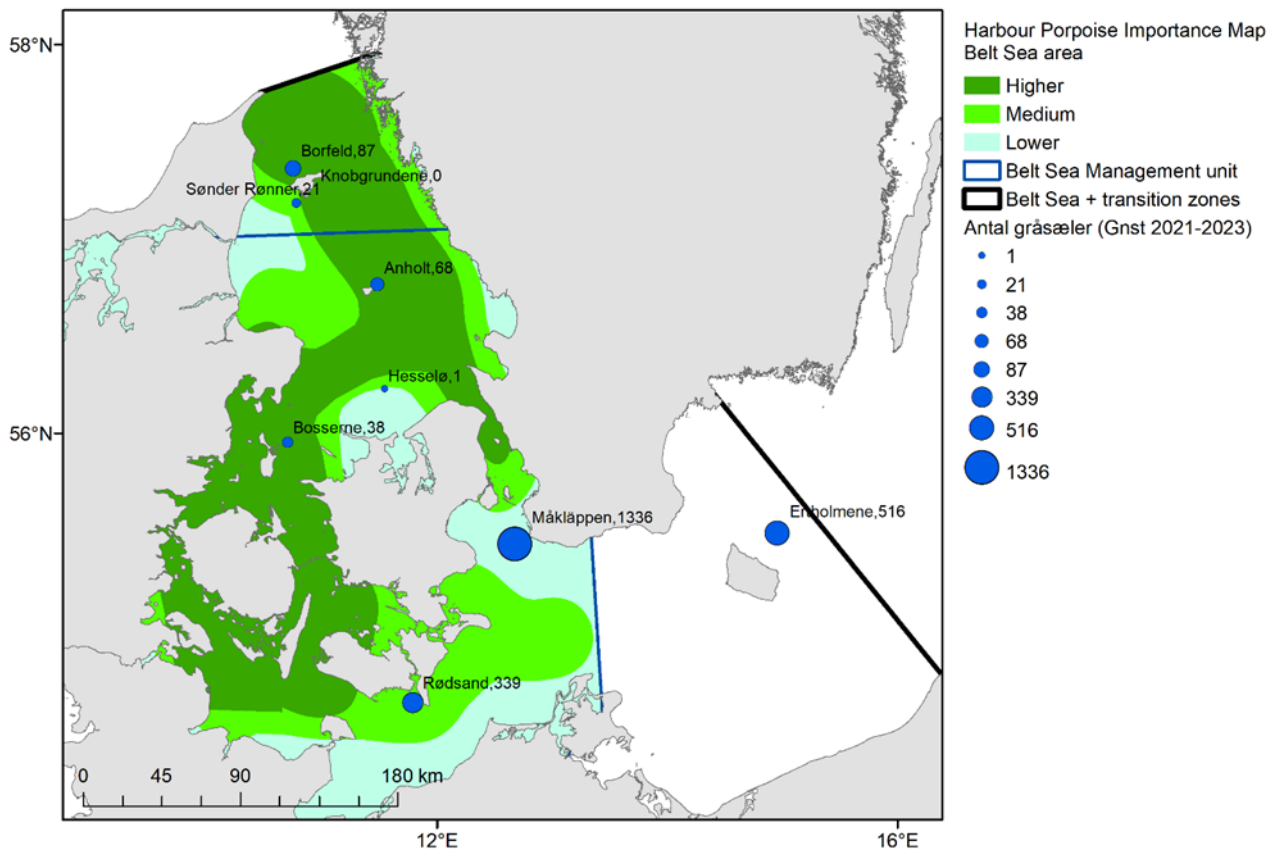 58°N
56°N
12°E
16°E
Borfeld,87
Knobgrundene,0
Sønder Rønner,21
Anholt,68
Hesselø,1
Bosserne,38
Måkläppen,1336
Ertholmene,516
Rødsand,339
0 45 90 180 km
Harbour Porpoise Importance Map
Belt Sea area
Higher
Medium
Lower
Belt Sea Management unit
Belt Sea + transition zones
Antal gråsæler (Gnst 2021-2023)
1
21
38
68
87
339
516
1336